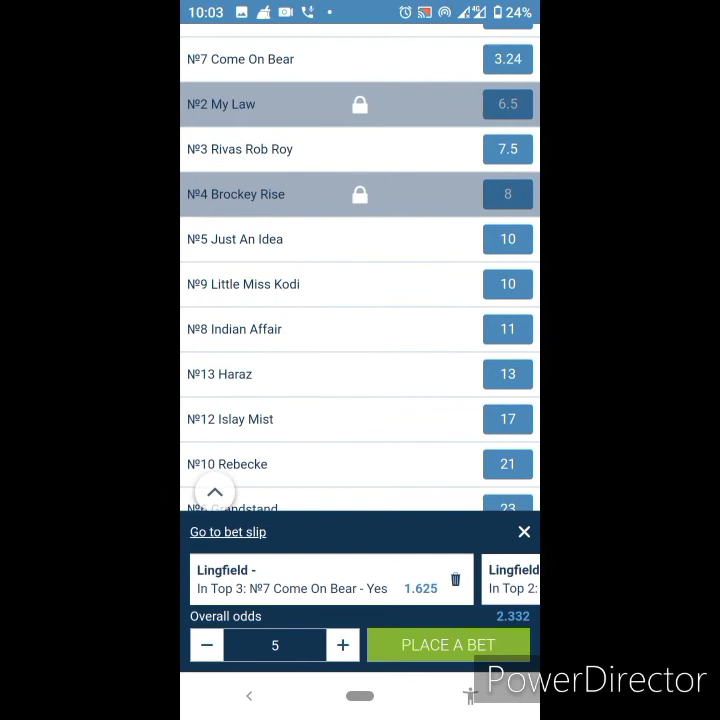 10:03 4G 24%
№7 Come On Bear 3.24
№2 My Law 6.5
№3 Rivas Rob Roy 7.5
№4 Brockey Rise 8
№5 Just An Idea 10
№9 Little Miss Kodi 10
№8 Indian Affair 11
№13 Haraz 13
№12 Islay Mist 17
№10 Rebecke 21
Grandstand 23
Go to bet slip
Lingfield - Lingfield
In Top 3: №7 Come On Bear - Yes 1.625 In Top 2:
Overall odds 2.332
− 5 + PLACE A BET
PowerDirector